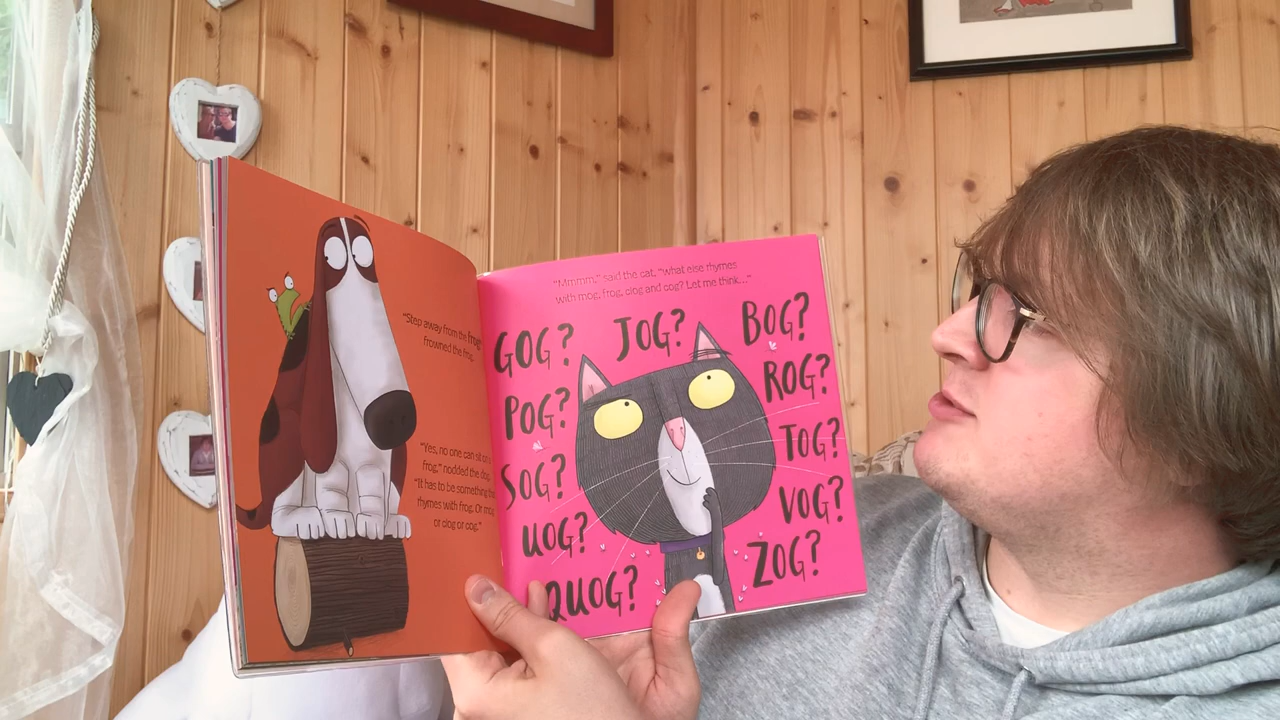 "Step away from the frog!"
frowned the frog.
"Yes, no one can sit on a
frog," nodded the dog.
"It has to be something that
rhymes with frog. Or mog
or clog or cog."
"Mmmm," said the cat, "what else rhymes
with mog, frog, clog and cog? Let me think..."
GOG?
JOG?
BOG?
POG?
ROG?
SOG?
TOG?
UOG?
VOG?
QUOG?
ZOG?